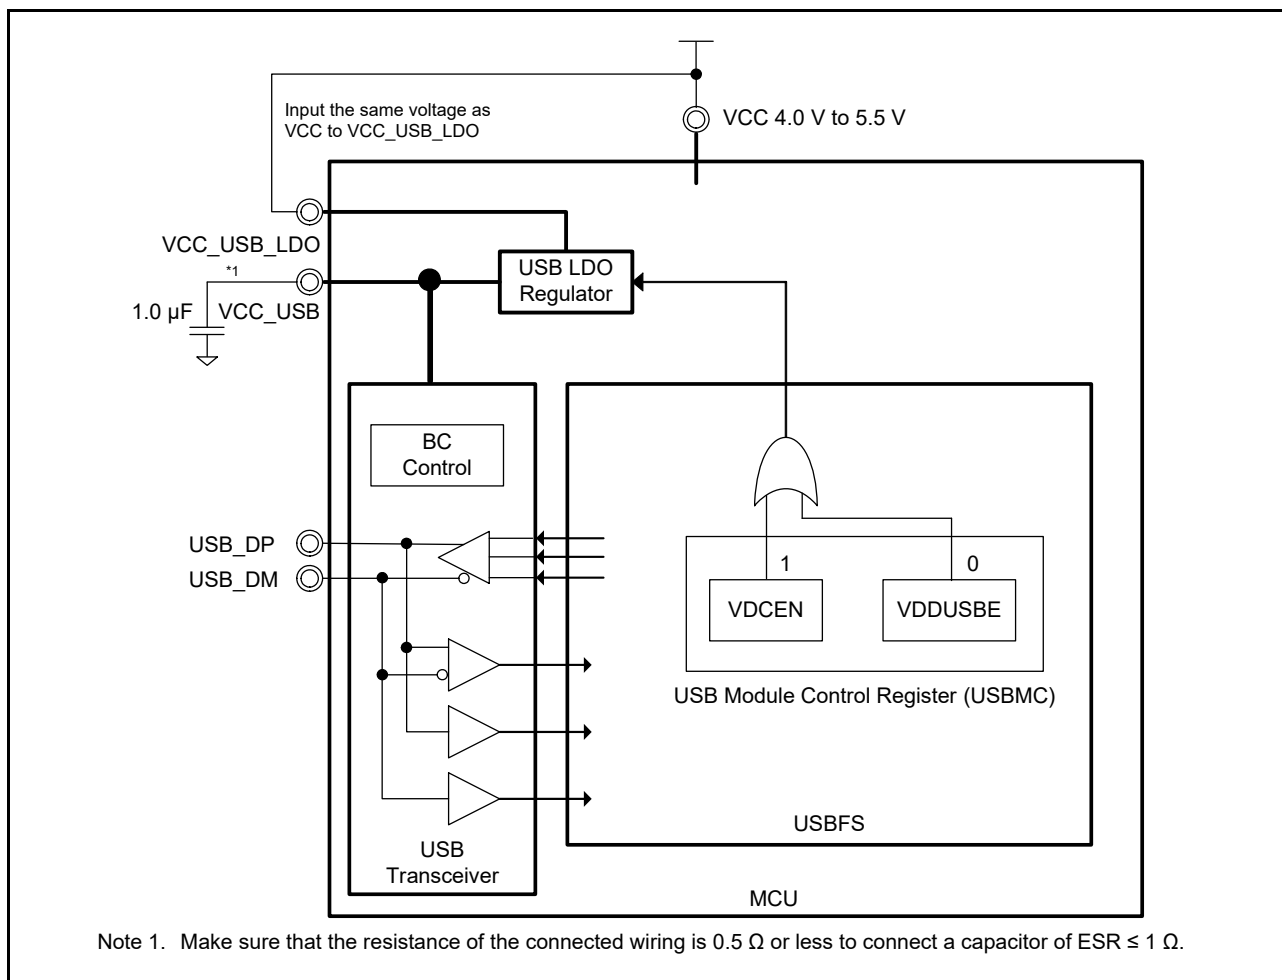 Input the same voltage as
VCC to VCC_USB_LDO
VCC 4.0 V to 5.5 V
VCC_USB_LDO
*1
1.0 µF
VCC_USB
USB LDO
Regulator
BC
Control
USB_DP
USB_DM
1
0
VDCEN
VDDUSBE
USB Module Control Register (USBMC)
USBFS
USB
Transceiver
MCU
Note 1. Make sure that the resistance of the connected wiring is 0.5 Ω or less to connect a capacitor of ESR ≤ 1 Ω.